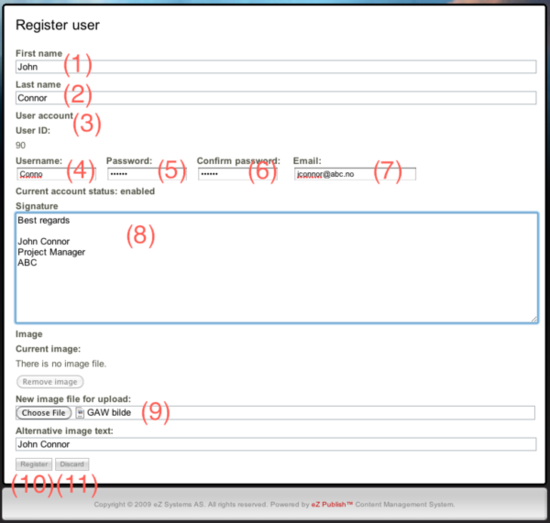 Register user
First name
John (1)
Last name
Connor (2)
User account (3)
User ID:
90
Username: Password: Confirm password: Email:
Conno (4) •••••• (5) •••••• (6) jconnor@abc.no (7)
Current account status: enabled
Signature
Best regards
(8)
John Connor
Project Manager
ABC
Image
Current image:
There is no image file.
Remove image
New image file for upload:
Choose File GAW bilde (9)
Alternative image text:
John Connor
Register Discard
(10) (11)
Copyright © 2009 eZ Systems AS. All rights reserved. Powered by eZ Publish™ Content Management System.